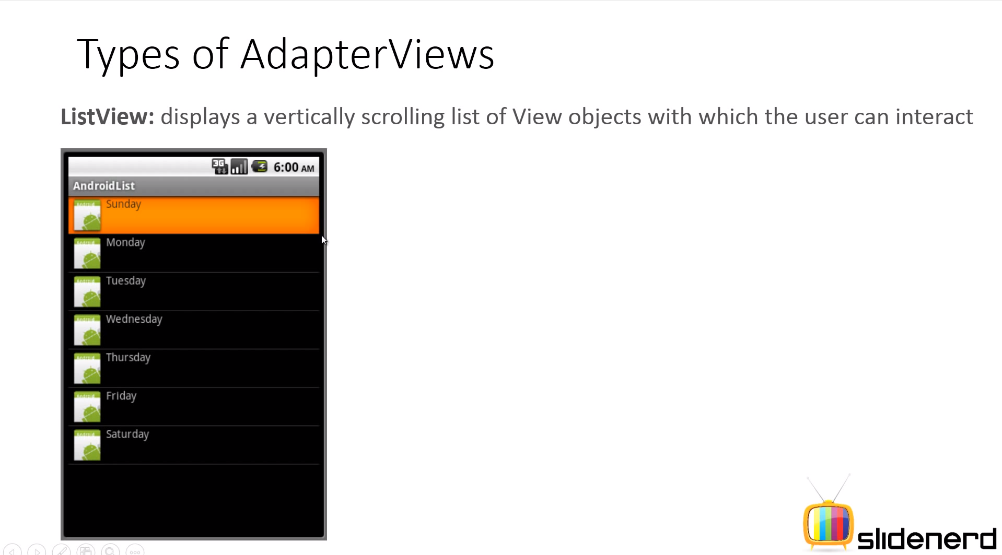 Types of AdapterViews
ListView: displays a vertically scrolling list of View objects with which the user can interact
3G 6:00 AM
AndroidList
Sunday
Monday
Tuesday
Wednesday
Thursday
Friday
Saturday
slidenerd